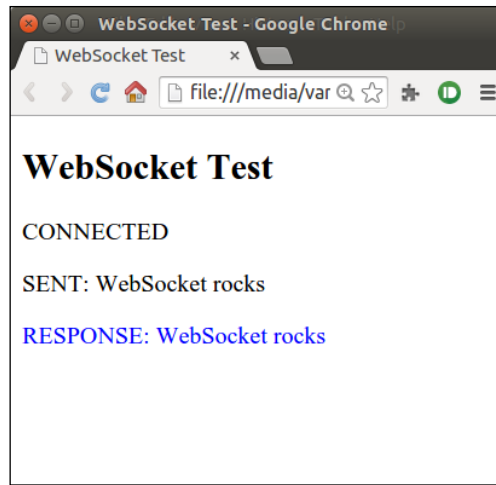 WebSocket Test - Google Chrome
WebSocket Test ×
file:///media/var
WebSocket Test
CONNECTED
SENT: WebSocket rocks
RESPONSE: WebSocket rocks